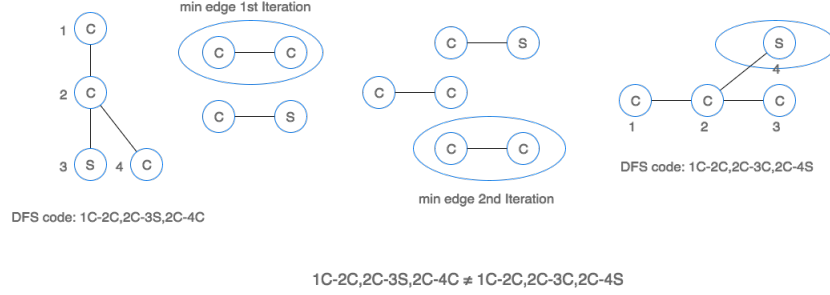 min edge 1st Iteration
1 C
C C
C S
S
4
2 C
C C
C S
C C C
1 2 3
3 S 4 C
C C
DFS code: 1C-2C,2C-3C,2C-4S
min edge 2nd Iteration
DFS code: 1C-2C,2C-3S,2C-4C
1C-2C,2C-3S,2C-4C ≠ 1C-2C,2C-3C,2C-4S